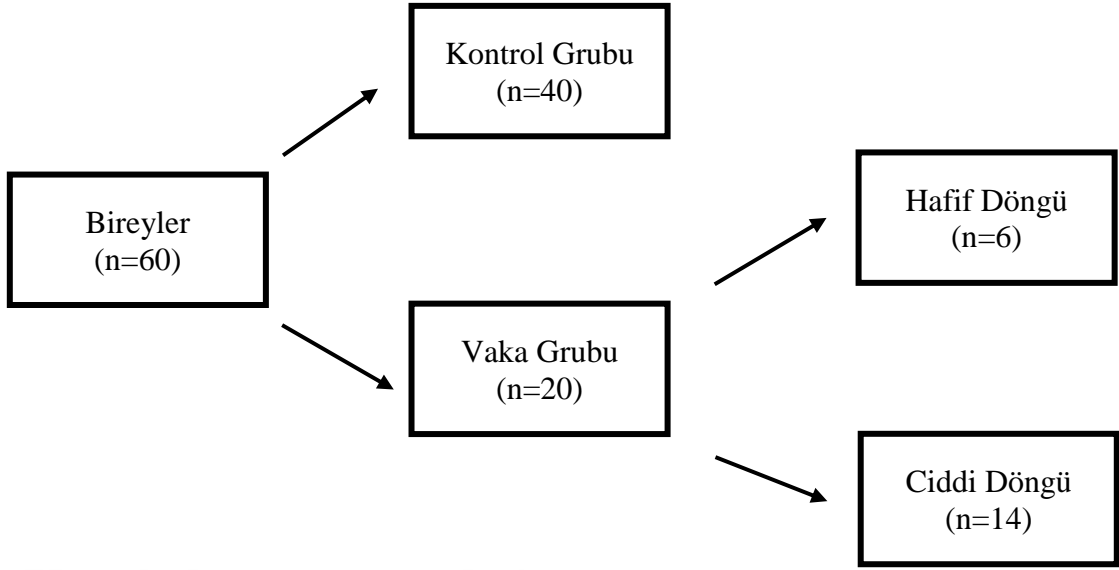 Kontrol Grubu
(n=40)
Bireyler
(n=60)
Hafif Döngü
(n=6)
Vaka Grubu
(n=20)
Ciddi Döngü
(n=14)